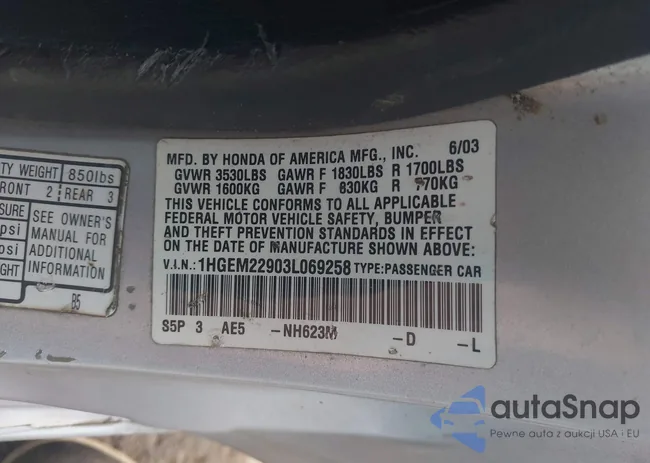 TY WEIGHT 850lbs
FRONT 2 REAR 3
SURE
SEE OWNER'S
MANUAL FOR
ADDITIONAL
INFORMATION
psi
si
B5
MFD. BY HONDA OF AMERICA MFG., INC. 6/03
GVWR 3530LBS GAWR F 1830LBS R 1700LBS
GVWR 1600KG GAWR F 830KG R 770KG
THIS VEHICLE CONFORMS TO ALL APPLICABLE
FEDERAL MOTOR VEHICLE SAFETY, BUMPER
AND THEFT PREVENTION STANDARDS IN EFFECT
ON THE DATE OF MANUFACTURE SHOWN ABOVE:
V.I.N.: 1HGEM22903L069258 TYPE:PASSENGER CAR
S5P 3 AE5 -NH623M -D -L
autaSnap
Pewne auta z aukcji USA i EU